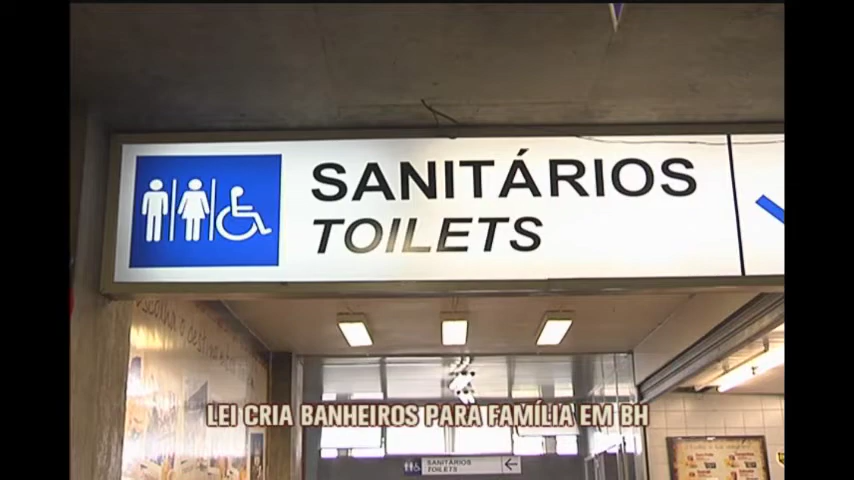 SANITÁRIOS
TOILETS
LEI CRIA BANHEIROS PARA FAMÍLIA EM BH
SANITÁRIOS
TOILETS